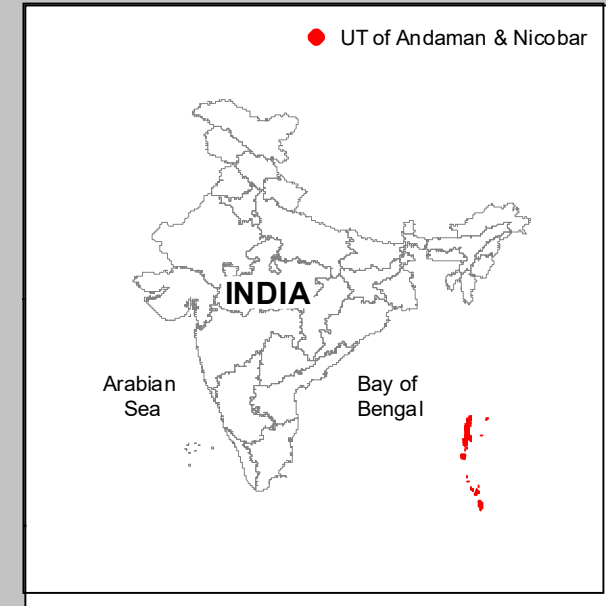 UT of Andaman & Nicobar
INDIA
Arabian
Sea
Bay of
Bengal